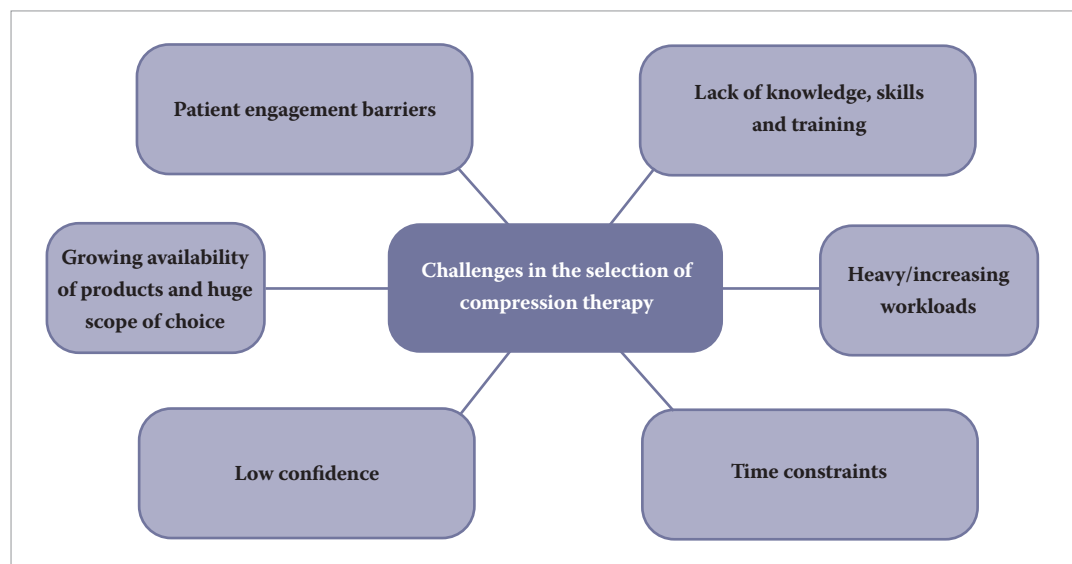 Patient engagement barriers
Lack of knowledge, skills
and training
Growing availability
of products and huge
scope of choice
Challenges in the selection of
compression therapy
Heavy/increasing
workloads
Low confidence
Time constraints